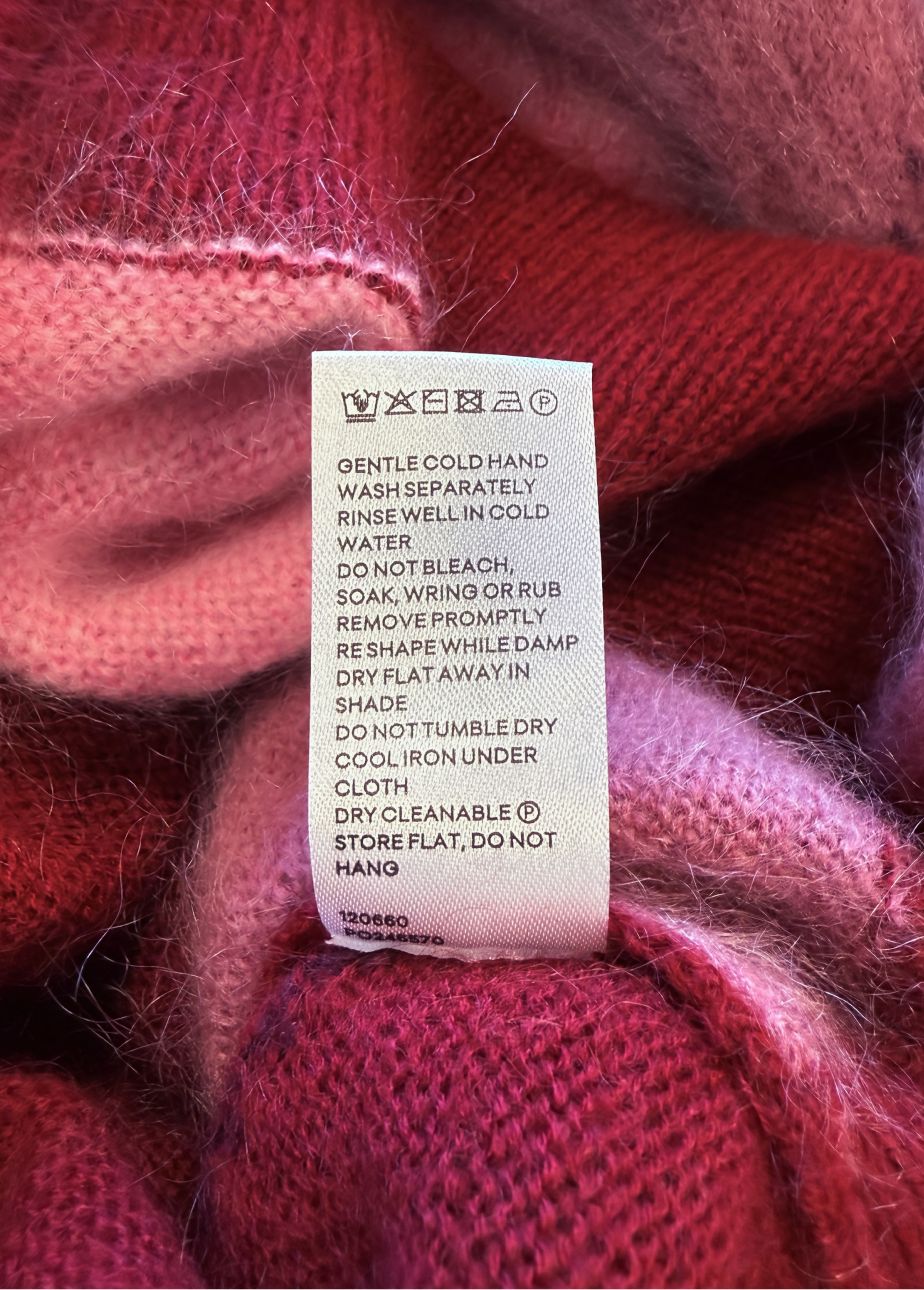 P
GENTLE COLD HAND
WASH SEPARATELY
RINSE WELL IN COLD
WATER
DO NOT BLEACH,
SOAK, WRING OR RUB
REMOVE PROMPTLY
RE SHAPE WHILE DAMP
DRY FLAT AWAY IN
SHADE
DO NOT TUMBLE DRY
COOL IRON UNDER
CLOTH
DRY CLEANABLE Ⓟ
STORE FLAT, DO NOT
HANG
120660